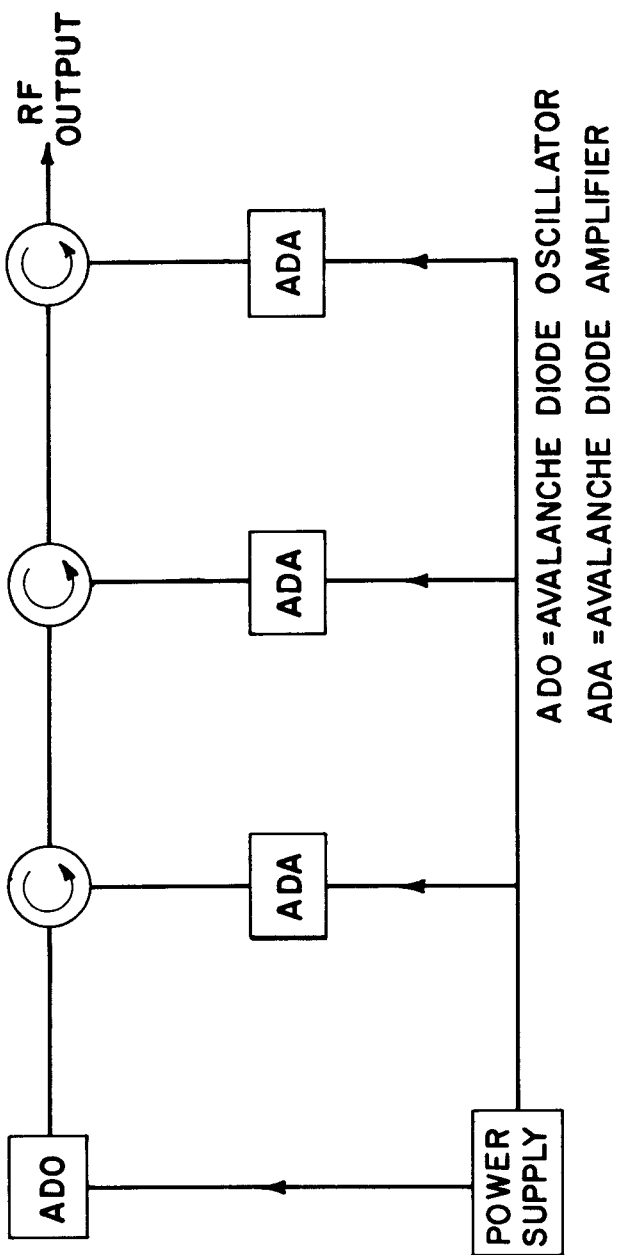 RF
OUTPUT
ADO
ADA
ADA
ADA
POWER
SUPPLY
ADO =AVALANCHE DIODE OSCILLATOR
ADA =AVALANCHE DIODE AMPLIFIER